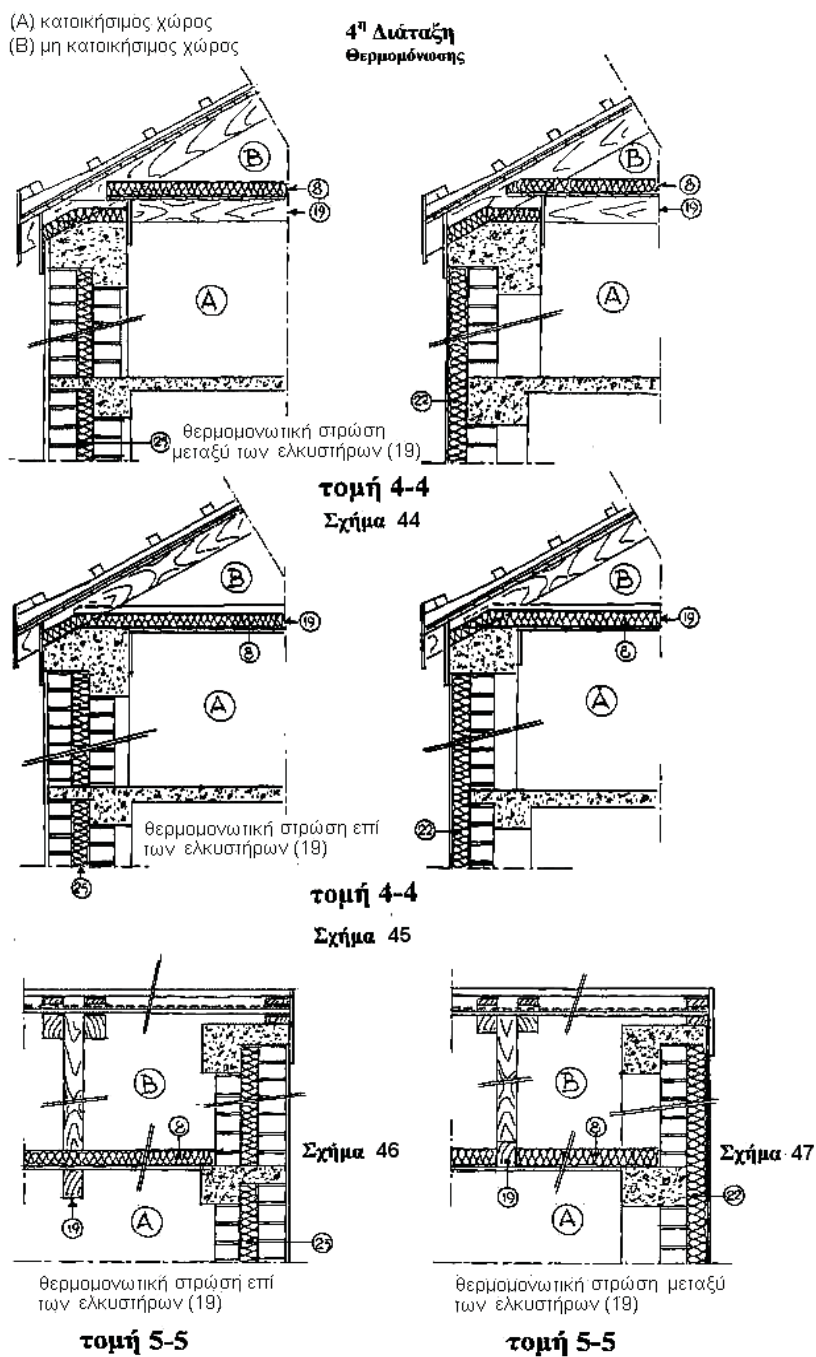 (A) κατοικήσιμος χώρος
(B) μη κατοικήσιμος χώρος
4η Διάταξη
Θερμομόνωσης
B
8
19
A
25
θερμομονωτική στρώση
μεταξύ των ελκυστήρων (19)
B
8
19
A
22
τομή 4-4
Σχήμα 44
B
19
8
A
θερμομονωτική στρώση επί
των ελκυστήρων (19)
25
B
19
8
A
22
τομή 4-4
Σχήμα 45
B
8
Σχήμα 46
19
A
25
θερμομονωτική στρώση επί
των ελκυστήρων (19)
τομή 5-5
B
8
Σχήμα 47
19
A
22
θερμομονωτική στρώση μεταξύ
των ελκυστήρων (19)
τομή 5-5